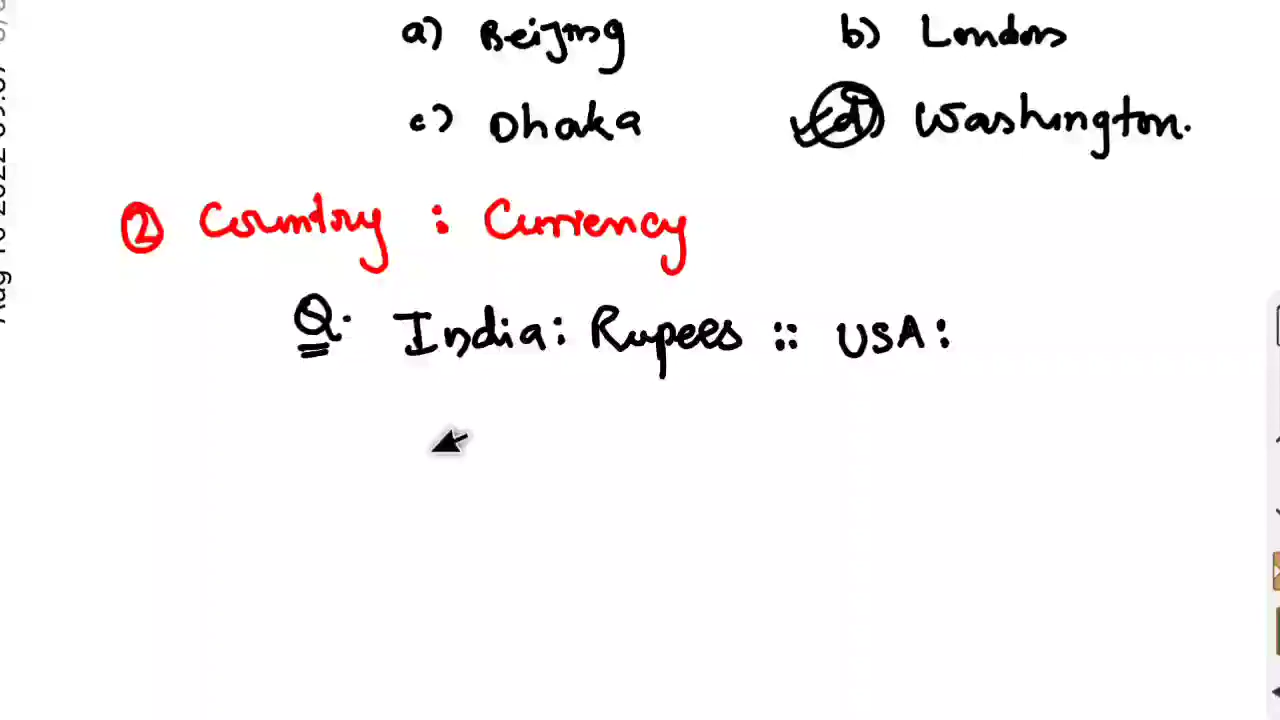 a) Beijing b) London
c) Dhaka d) Washington.
② Country : Currency
Q. India : Rupees :: USA :